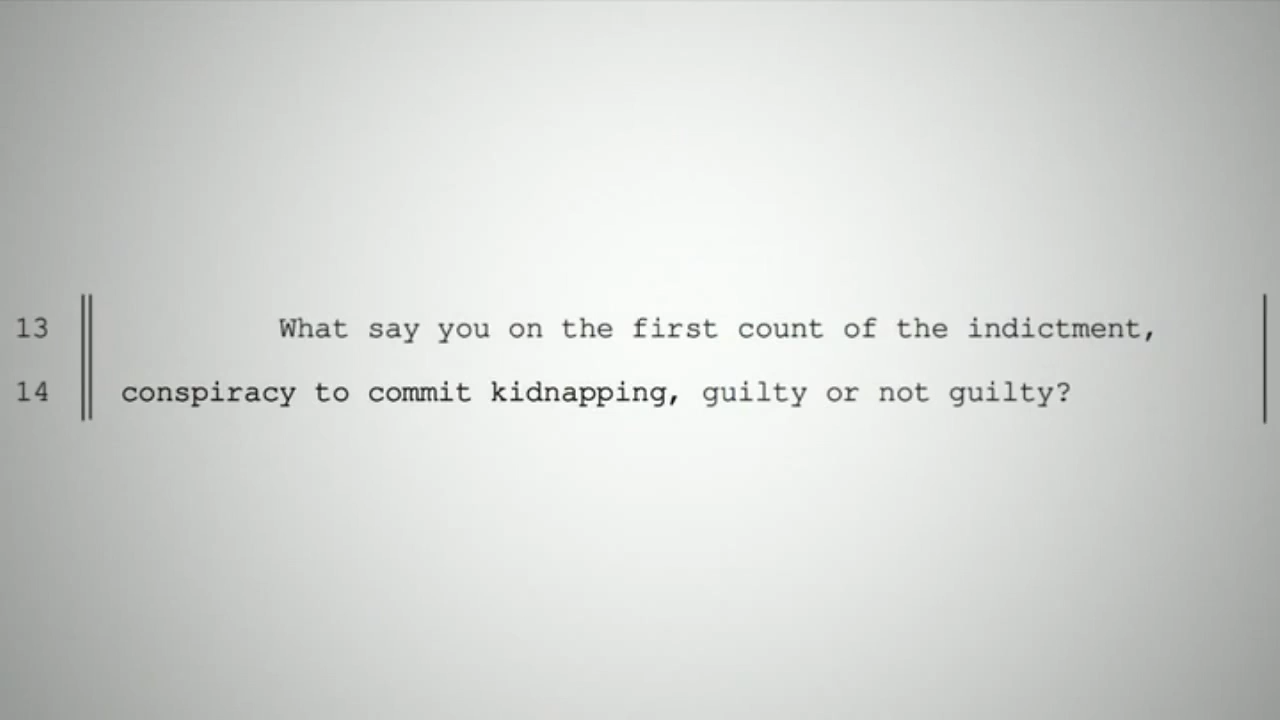 13 What say you on the first count of the indictment,
14 conspiracy to commit kidnapping, guilty or not guilty?